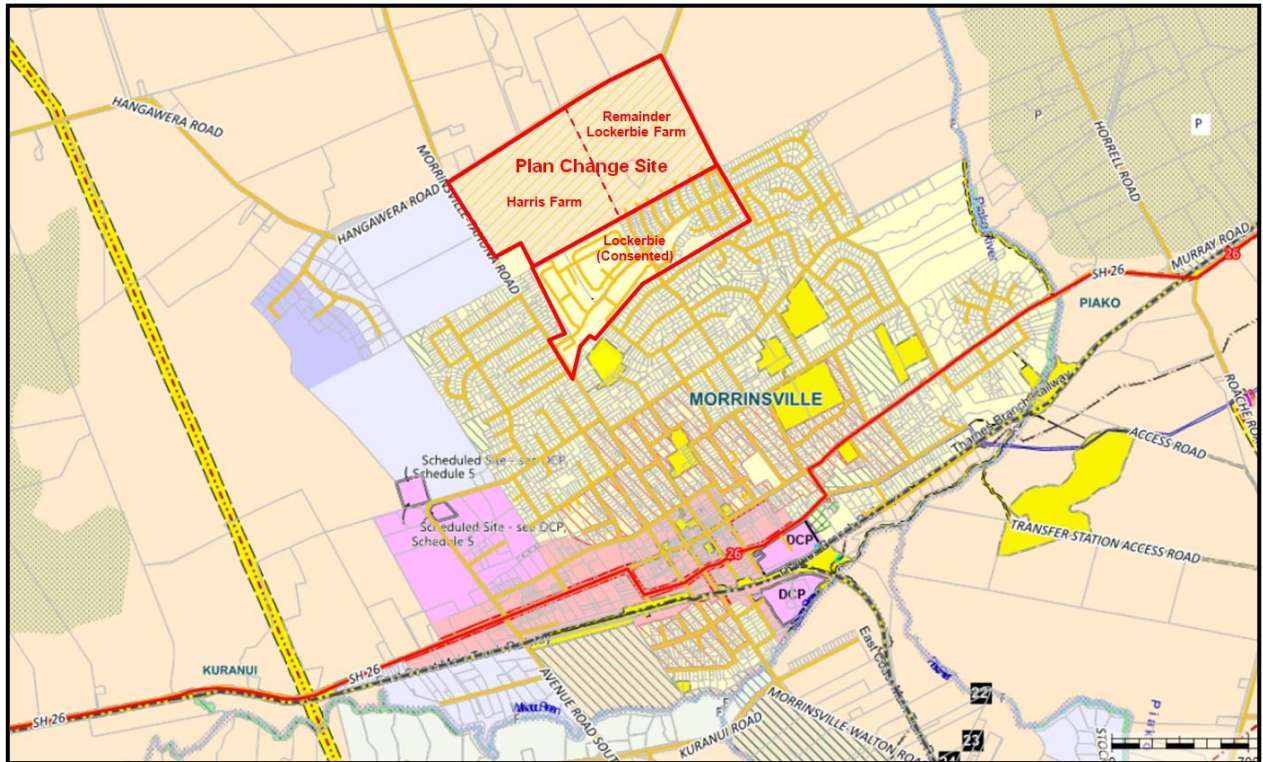 HANGAWERA ROAD
Remainder
Lockerbie Farm
P
P
HORRELL ROAD
Plan Change Site
Harris Farm
HANGAWERA ROAD
MORRINSVILLE-TAHUNA ROAD
Lockerbie
(Consented)
Piako River
MURRAY ROAD
26
SH 26
PIAKO
MORRINSVILLE
Thames Branch Railway
ROACHE ROAD
ACCESS ROAD
Scheduled Site - see DCP,
Schedule 5
Scheduled Site - see DCP,
Schedule 5
TRANSFER STATION ACCESS ROAD
26
DCP
DCP
KURANUI
SH 26
SH 26
AVENUE ROAD SOUTH
F
KURANUI ROAD
MORRINSVILLE-WALTON ROAD
F
22
23